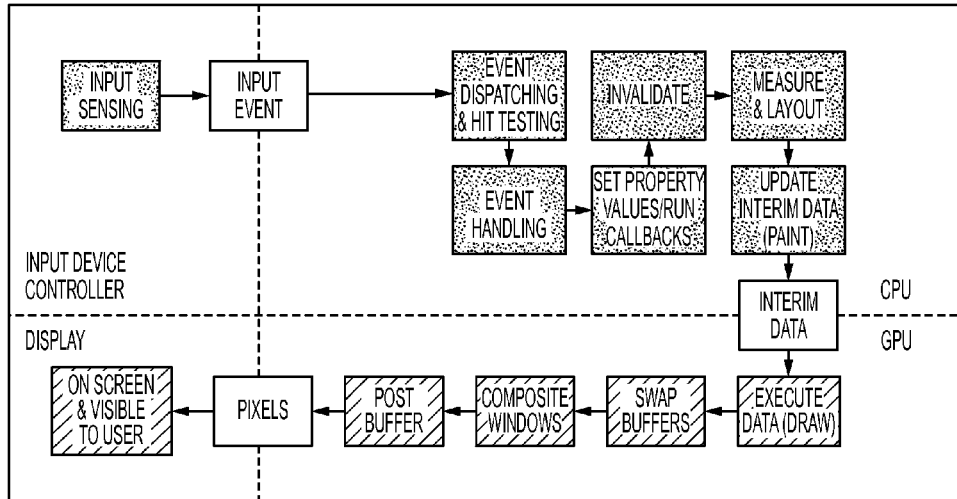 INPUT
SENSING
INPUT
EVENT
EVENT
DISPATCHING
& HIT TESTING
INVALIDATE
MEASURE
& LAYOUT
EVENT
HANDLING
SET PROPERTY
VALUES/RUN
CALLBACKS
UPDATE
INTERIM DATA
(PAINT)
INPUT DEVICE
CONTROLLER
INTERIM
DATA
CPU
GPU
DISPLAY
ON SCREEN
& VISIBLE
TO USER
PIXELS
POST
BUFFER
COMPOSITE
WINDOWS
SWAP
BUFFERS
EXECUTE
DATA (DRAW)